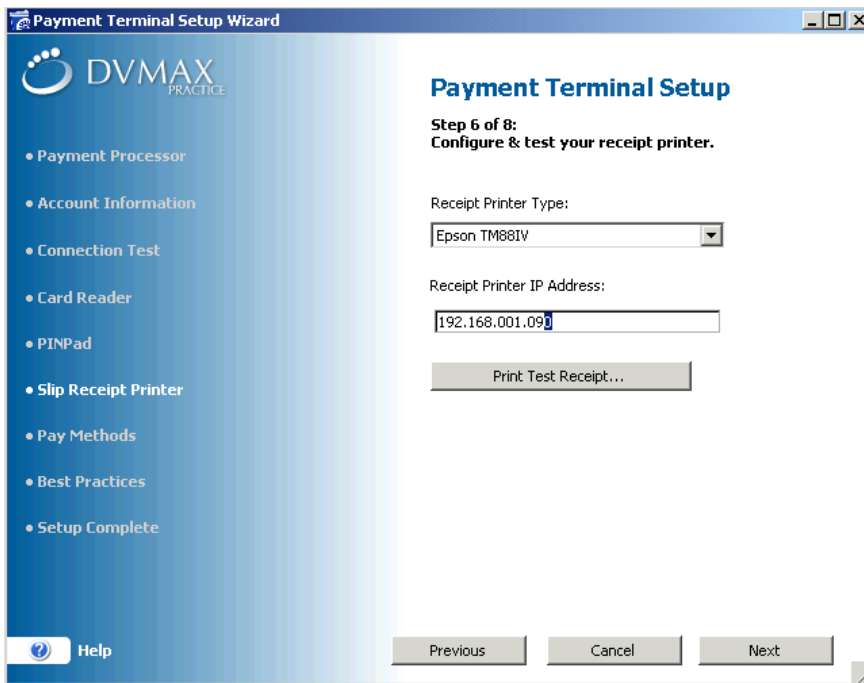 Payment Terminal Setup Wizard
DVMAX
PRACTICE
• Payment Processor
• Account Information
• Connection Test
• Card Reader
• PINPad
• Slip Receipt Printer
• Pay Methods
• Best Practices
• Setup Complete
? Help
Payment Terminal Setup
Step 6 of 8:
Configure & test your receipt printer.
Receipt Printer Type:
Epson TM88IV
Receipt Printer IP Address:
192.168.001.090
Print Test Receipt...
Previous Cancel Next